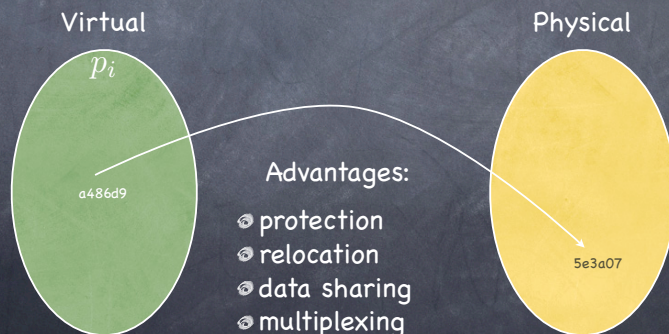 Virtual
Physical
p_i
a486d9
Advantages:
protection
relocation
data sharing
multiplexing
5e3a07